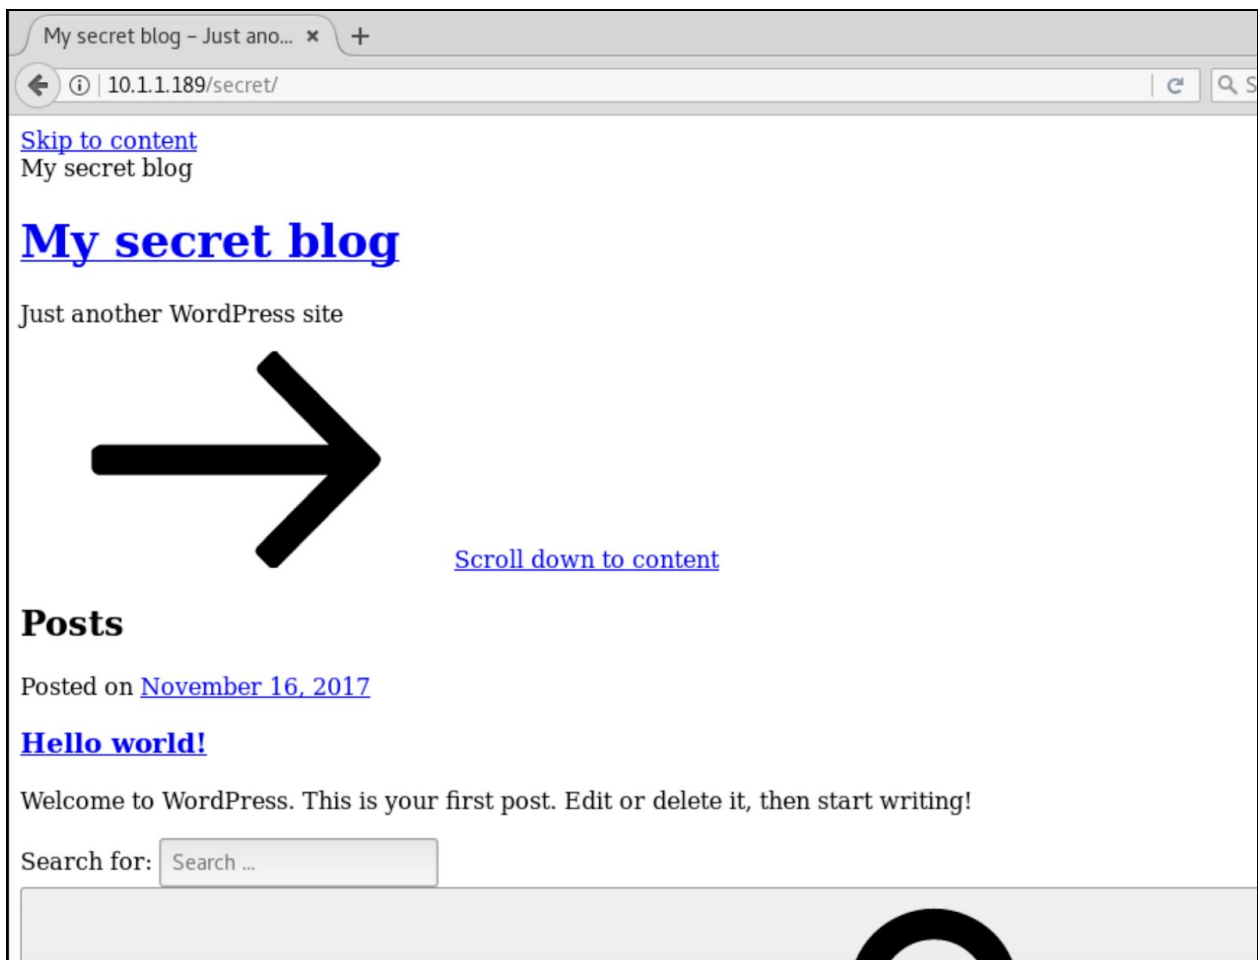 My secret blog – Just ano...
10.1.1.189/secret/
S
Skip to content
My secret blog
My secret blog
Just another WordPress site
Scroll down to content
Posts
Posted on November 16, 2017
Hello world!
Welcome to WordPress. This is your first post. Edit or delete it, then start writing!
Search for: Search ...